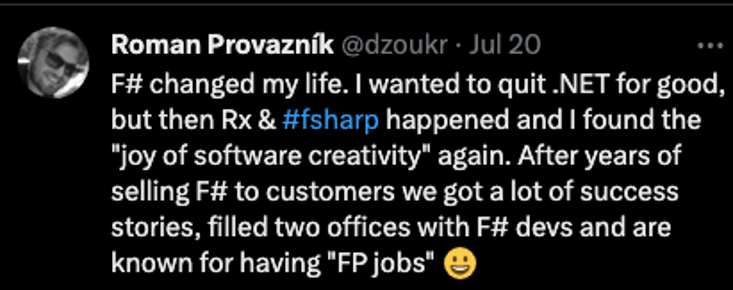 Roman Provazník @dzoukr · Jul 20 ...
F# changed my life. I wanted to quit .NET for good,
but then Rx & #fsharp happened and I found the
"joy of software creativity" again. After years of
selling F# to customers we got a lot of success
stories, filled two offices with F# devs and are
known for having "FP jobs" 😀